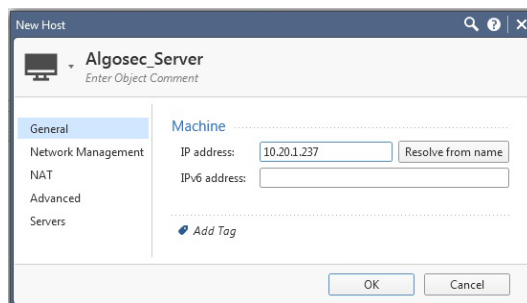 New Host
Algosec_Server
Enter Object Comment
General
Network Management
NAT
Advanced
Servers
Machine
IP address: 10.20.1.237 Resolve from name
IPv6 address:
Add Tag
OK Cancel